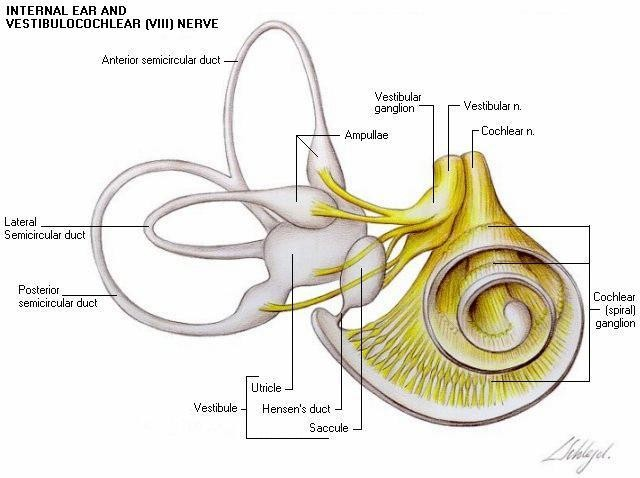 INTERNAL EAR AND
VESTIBULOCOCHLEAR (VIII) NERVE
Anterior semicircular duct
Vestibular
ganglion
Vestibular n.
Cochlear n.
Ampullae
Lateral
Semicircular duct
Posterior
semicircular duct
Cochlear
(spiral)
ganglion
Utricle
Vestibule
Hensen's duct
Saccule